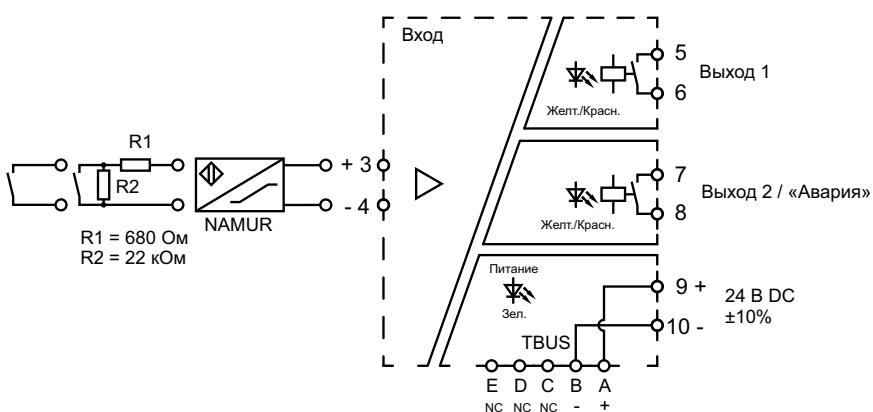 Вход
5
Выход 1
6
Желт./Красн.
R1
+ 3
R2
- 4
NAMUR
R1 = 680 Ом
R2 = 22 кОм
7
Выход 2 / «Авария»
8
Желт./Красн.
Питание
Зел.
9 +
24 В DC
±10%
10 -
TBUS
E D C B A
NC NC NC - +